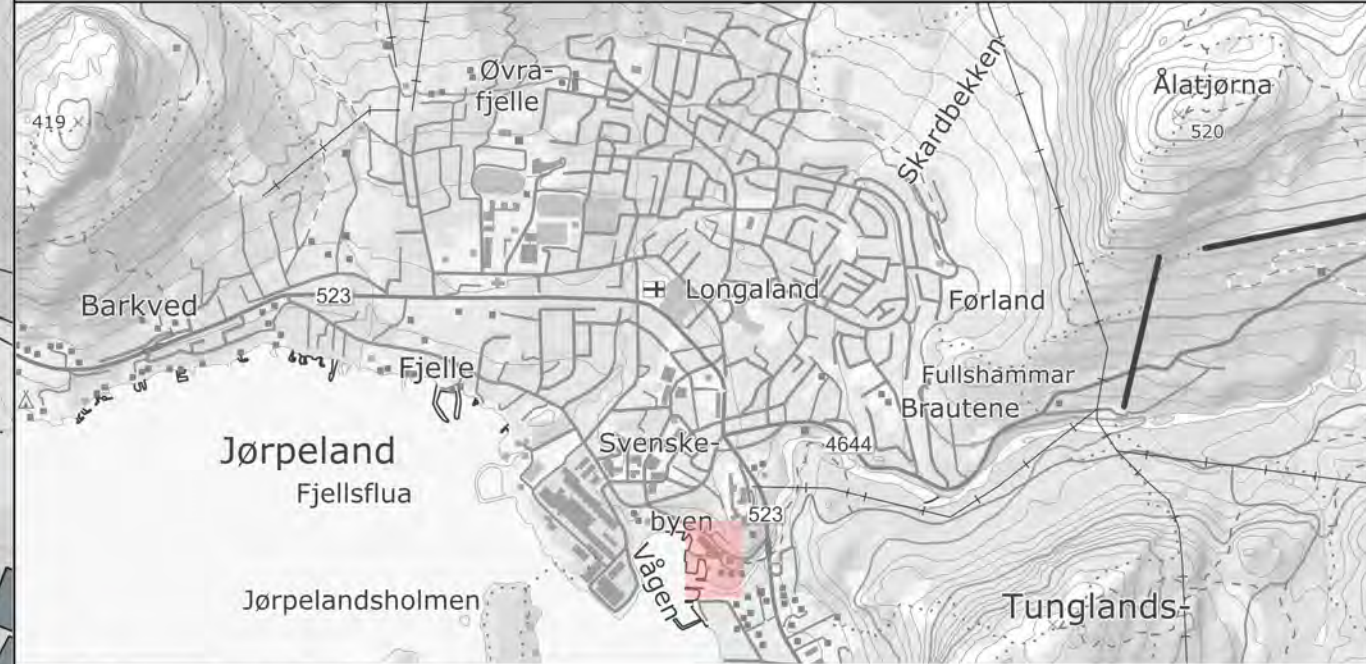 Øvra-
fjelle
Skardbekken
Ålatjørna
419
520
Barkved
523
Longaland
Førland
Fjelle
Fullshammar
Brautene
Jørpeland
Svenske-
4644
Fjellsflua
byen
523
Vågen
Jørpelandsholmen
Tunglands-